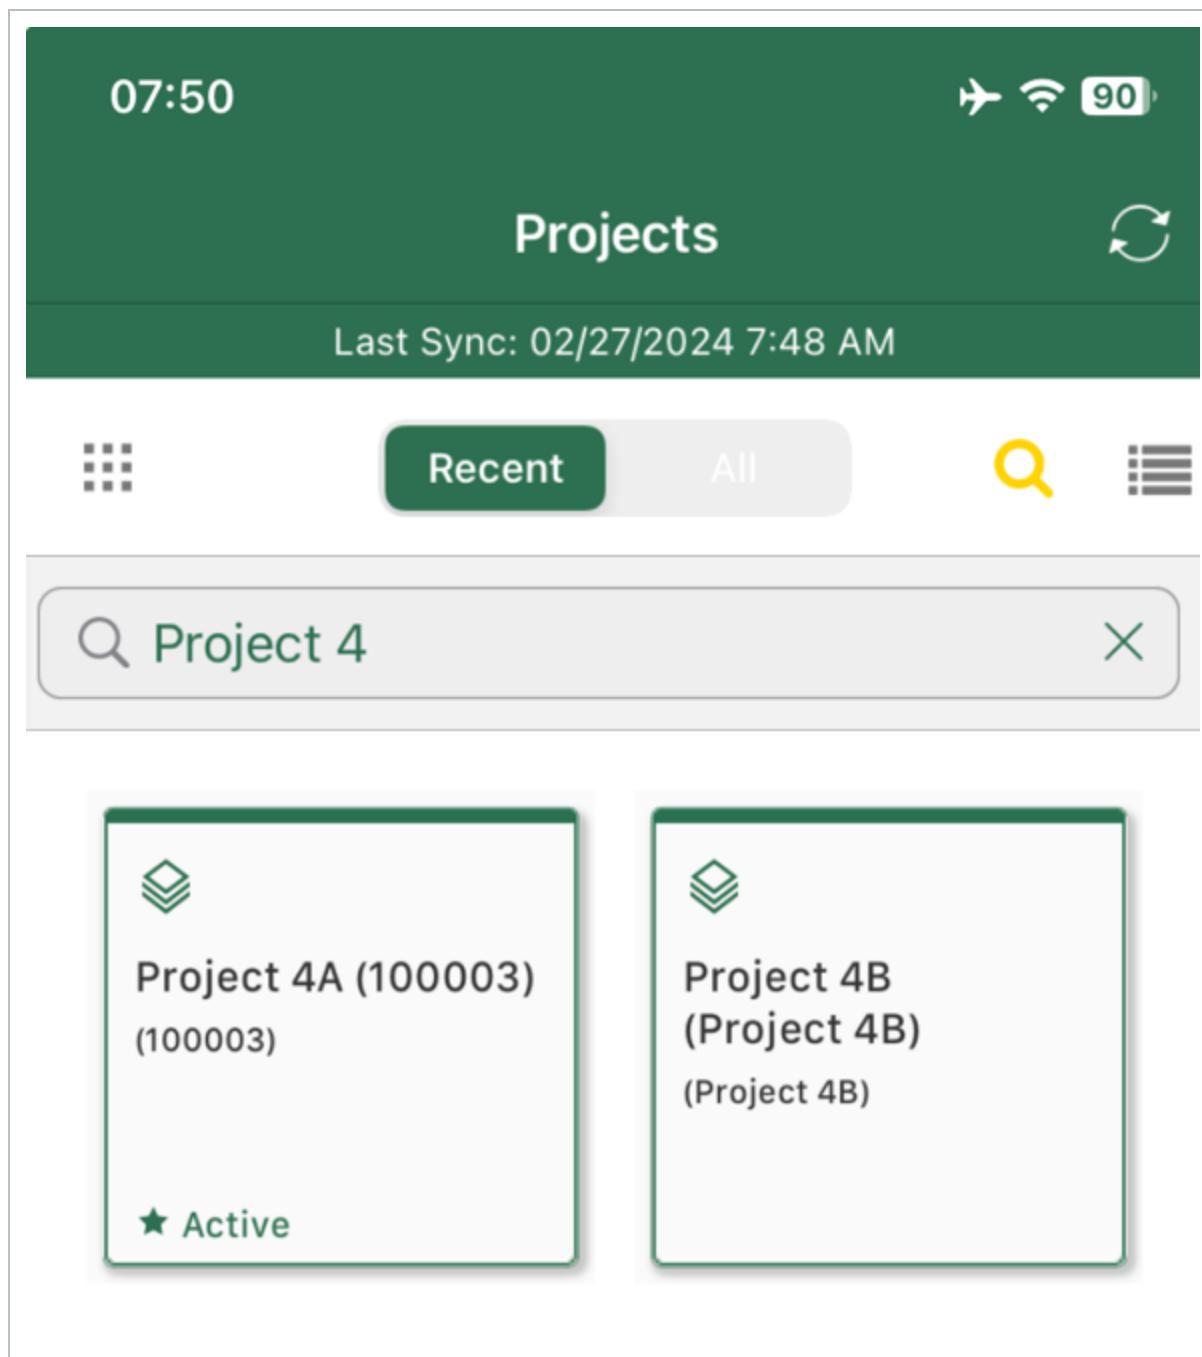 07:50
90
Projects
Last Sync: 02/27/2024 7:48 AM
Recent
All
Project 4
Project 4A (100003)
(100003)
Active
Project 4B
(Project 4B)
(Project 4B)